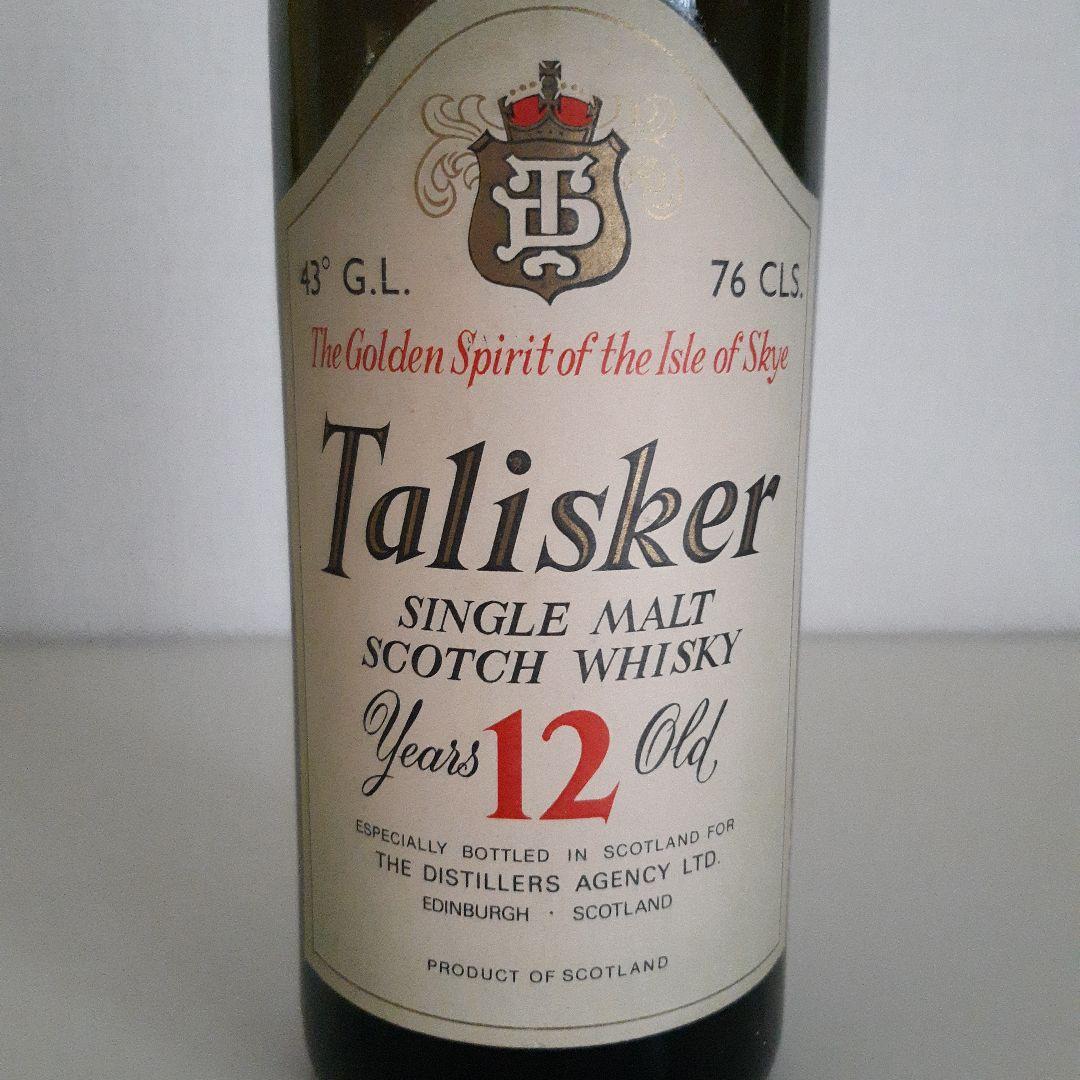 TDB
43° G.L.
76 CLS.
The Golden Spirit of the Isle of Skye
Talisker
SINGLE MALT
SCOTCH WHISKY
Years 12 Old
ESPECIALLY BOTTLED IN SCOTLAND FOR
THE DISTILLERS AGENCY LTD.
EDINBURGH · SCOTLAND
PRODUCT OF SCOTLAND